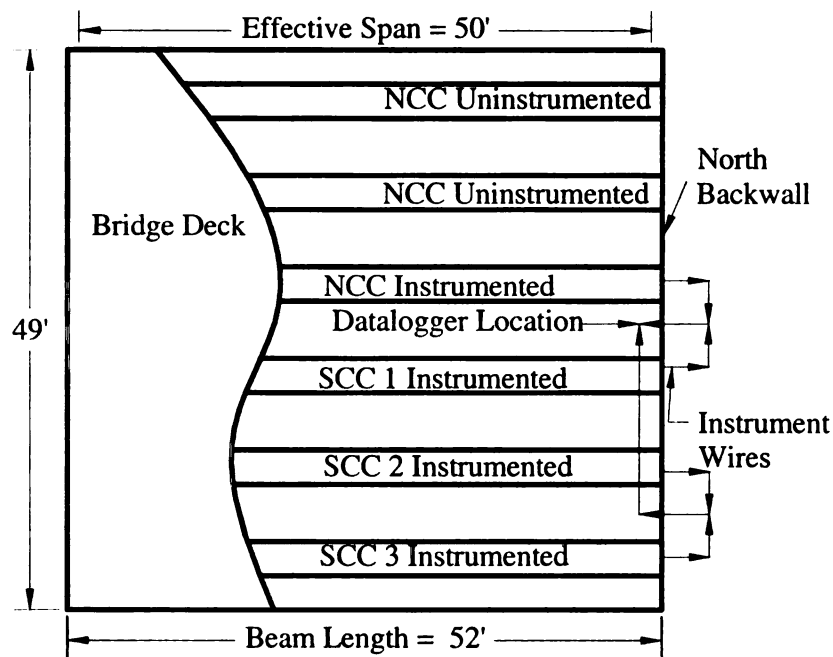 Effective Span = 50'
NCC Uninstrumented
North
Backwall
NCC Uninstrumented
Bridge Deck
NCC Instrumented
Datalogger Location
49'
SCC 1 Instrumented
Instrument
Wires
SCC 2 Instrumented
SCC 3 Instrumented
Beam Length = 52'